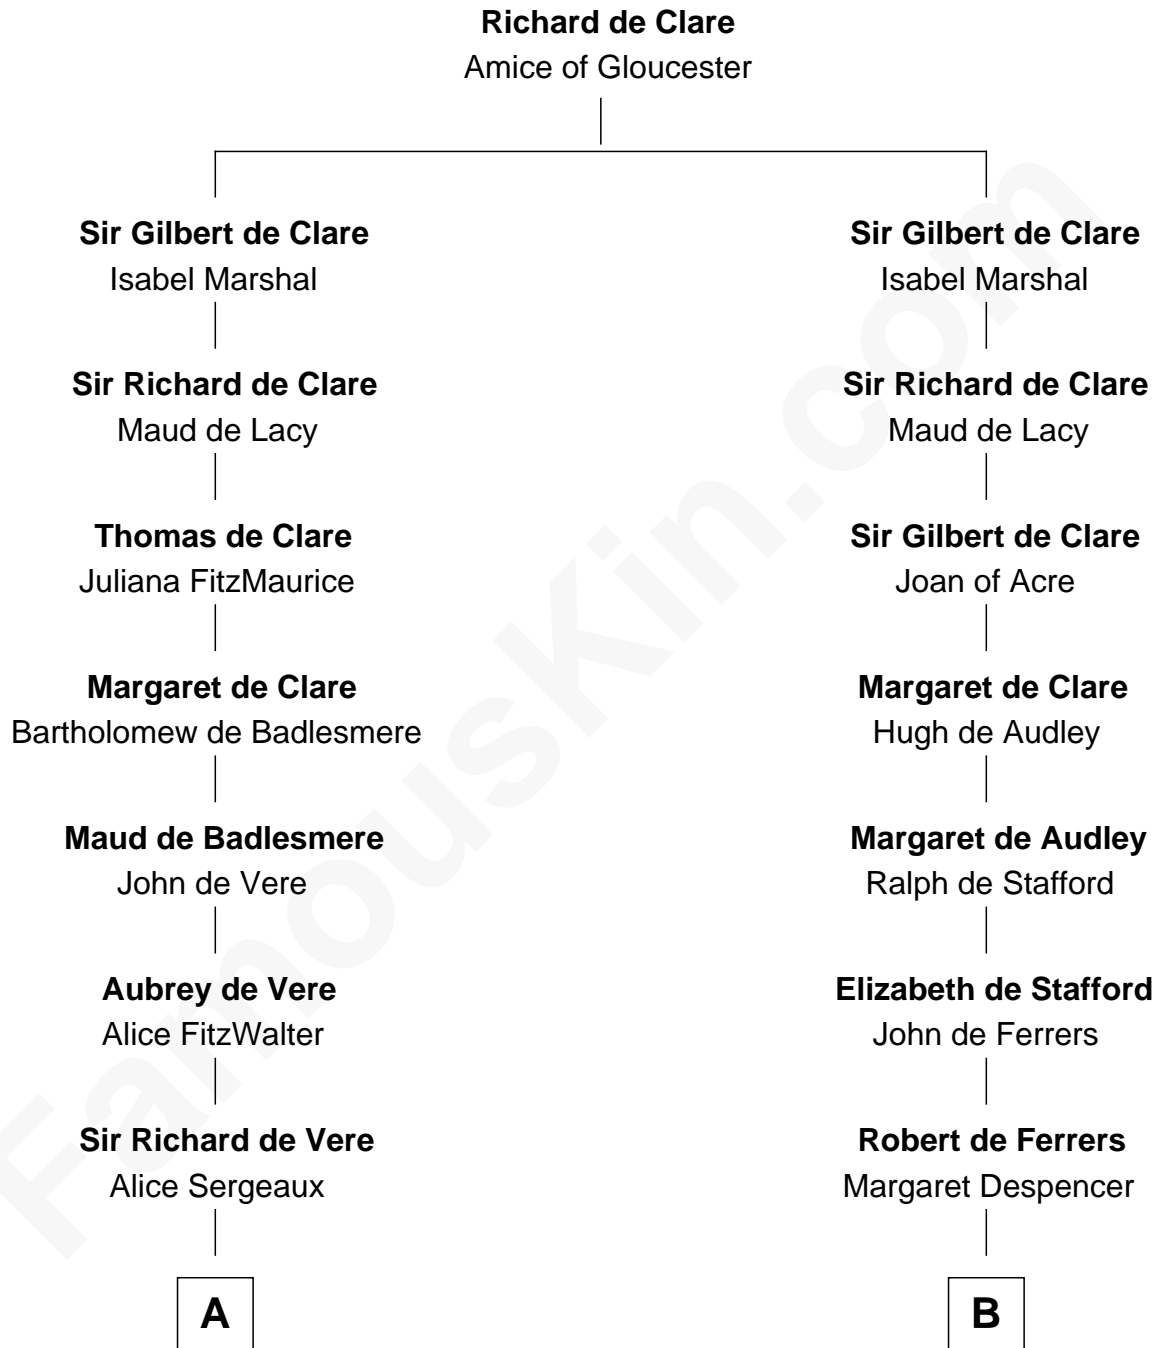 Richard de Clare
Amice of Gloucester
Sir Gilbert de Clare
Isabel Marshal
Sir Richard de Clare
Maud de Lacy
Thomas de Clare
Juliana FitzMaurice
Margaret de Clare
Bartholomew de Badlesmere
Maud de Badlesmere
John de Vere
Aubrey de Vere
Alice FitzWalter
Sir Richard de Vere
Alice Sergeaux
A
Sir Gilbert de Clare
Isabel Marshal
Sir Richard de Clare
Maud de Lacy
Sir Gilbert de Clare
Joan of Acre
Margaret de Clare
Hugh de Audley
Margaret de Audley
Ralph de Stafford
Elizabeth de Stafford
John de Ferrers
Robert de Ferrers
Margaret Despencer
B
FamousKin.com